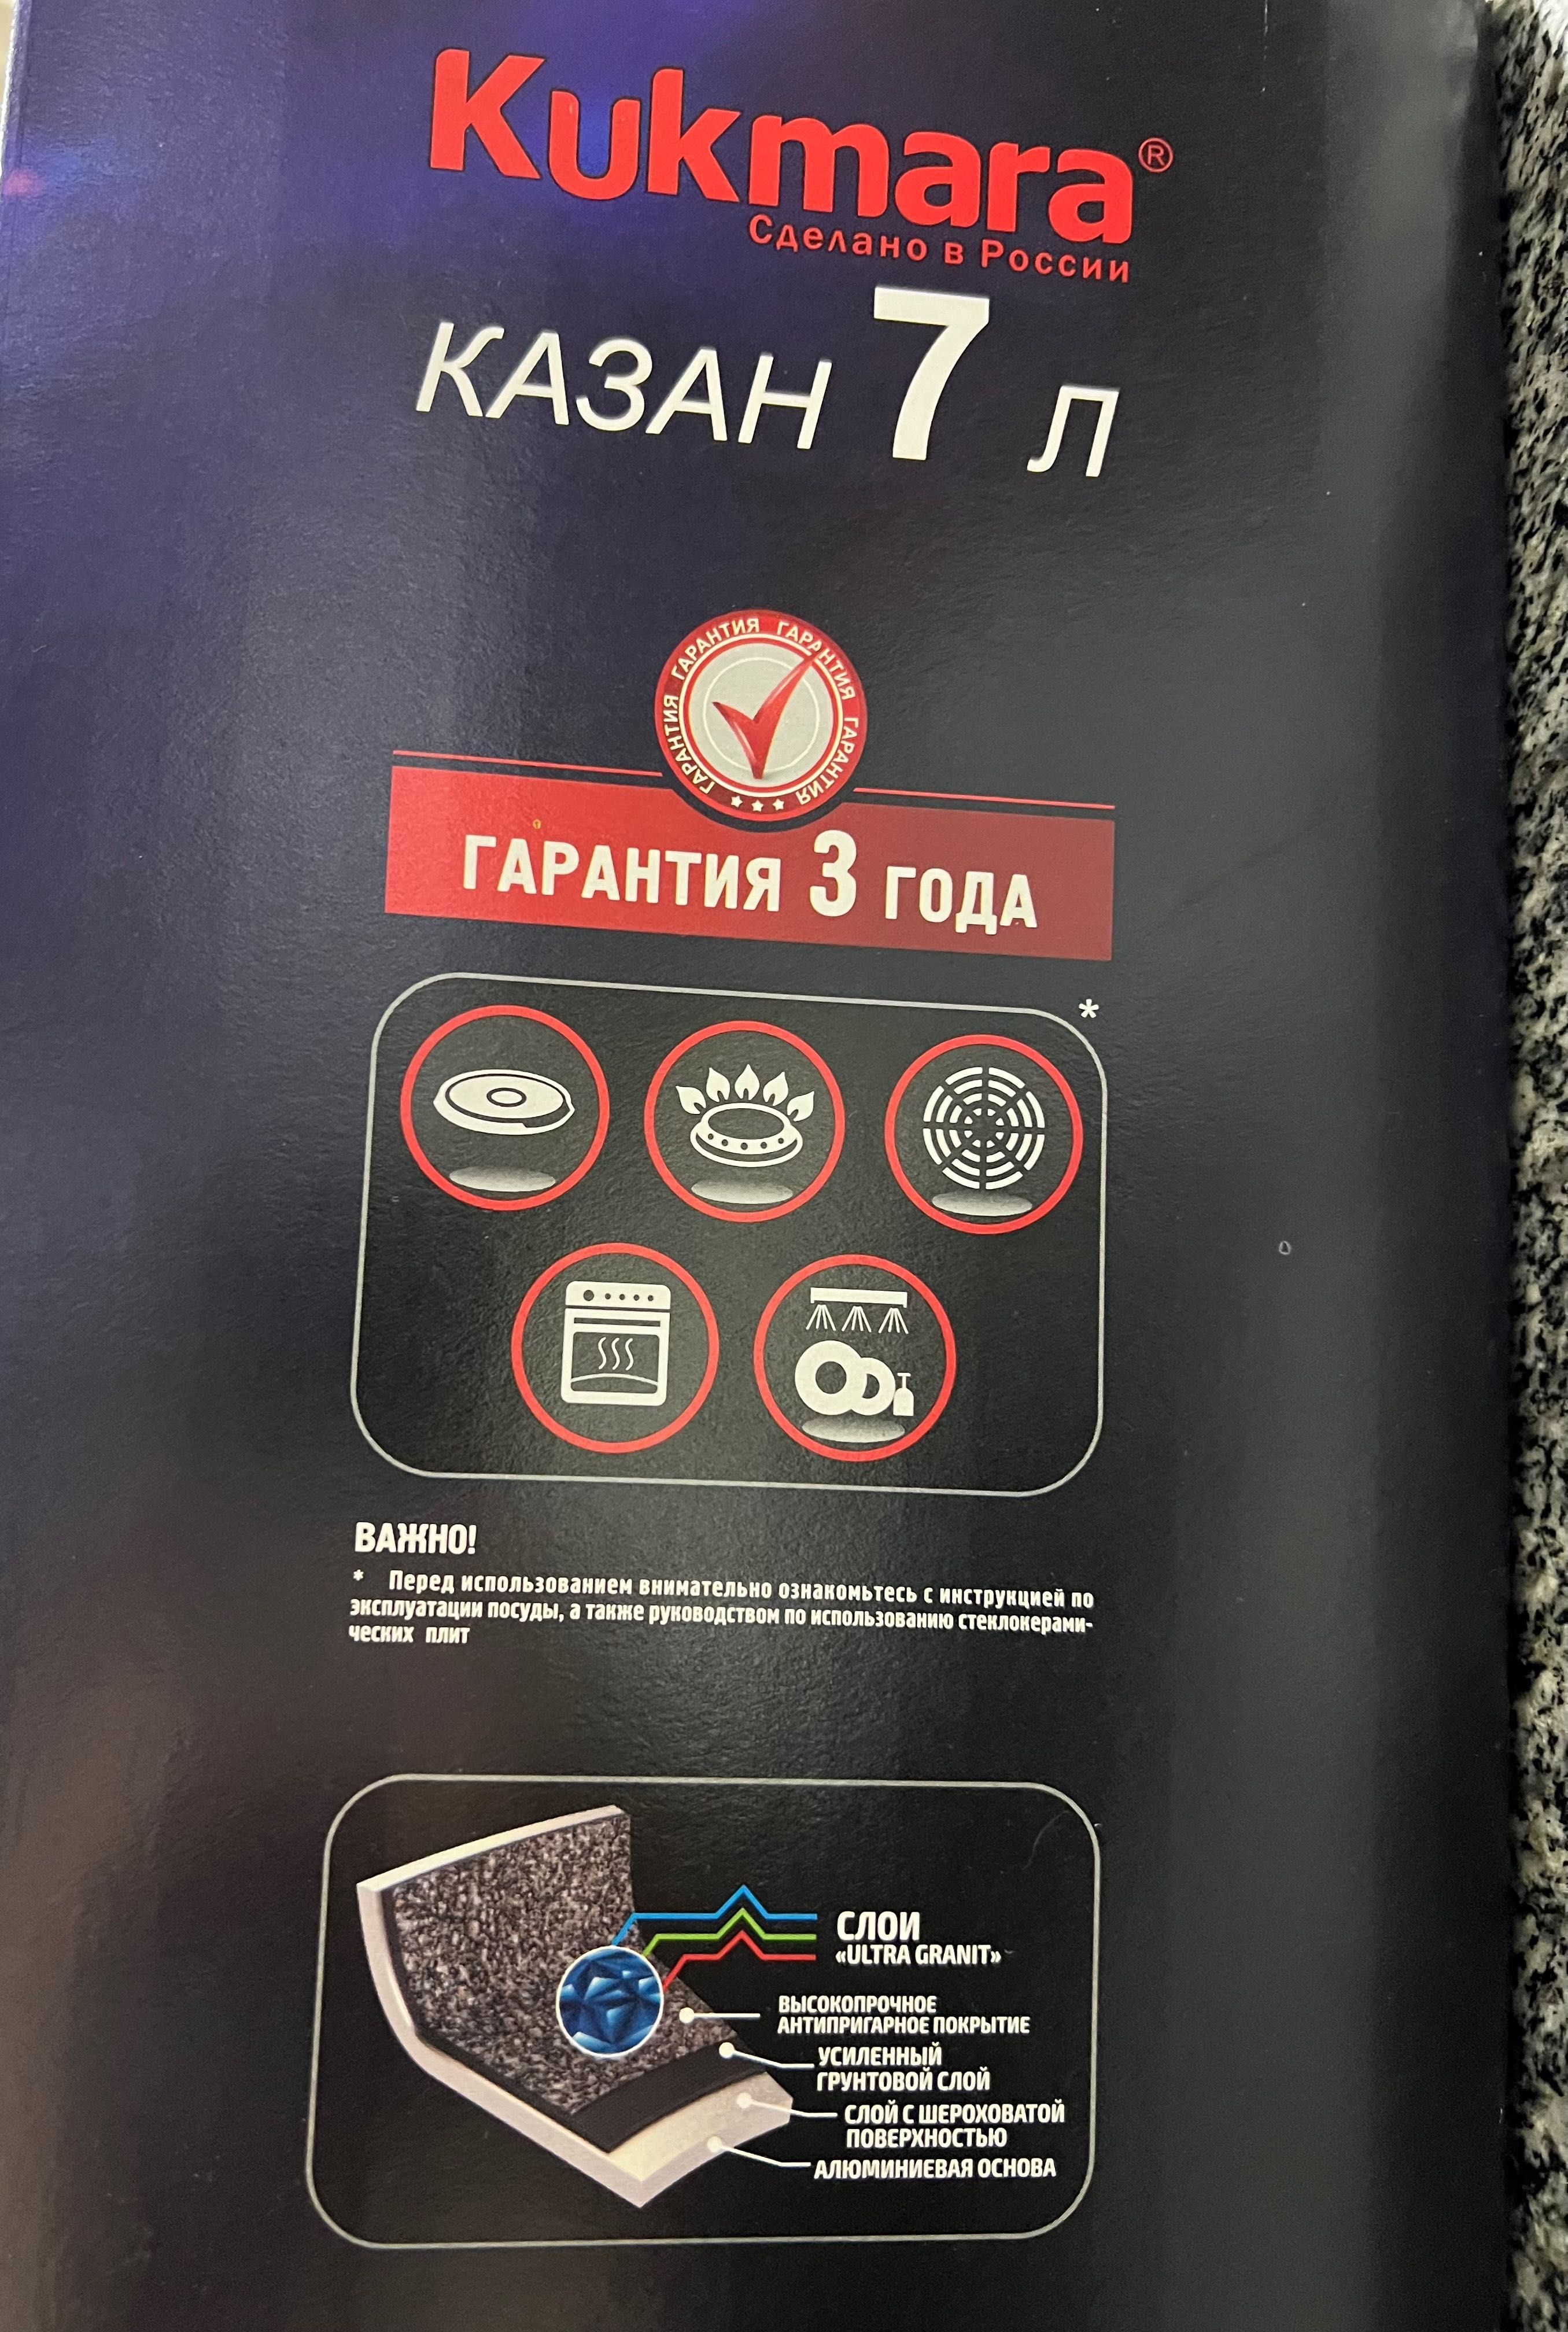 Kukmara®
Сделано в России
КАЗАН 7 Л
ГАРАНТИЯ ГАРАНТИЯ ГАРАНТИЯ ГАРАНТИЯ ГАРАНТИЯ ГАРАНТИЯ
ГАРАНТИЯ 3 ГОДА
*
ВАЖНО!
* Перед использованием внимательно ознакомьтесь с инструкцией по
эксплуатации посуды, а также руководством по использованию стеклокерами-
ческих плит
СЛОИ
«ULTRA GRANIT»
ВЫСОКОПРОЧНОЕ
АНТИПРИГАРНОЕ ПОКРЫТИЕ
УСИЛЕННЫЙ
ГРУНТОВОЙ СЛОЙ
СЛОЙ С ШЕРОХОВАТОЙ
ПОВЕРХНОСТЬЮ
АЛЮМИНИЕВАЯ ОСНОВА